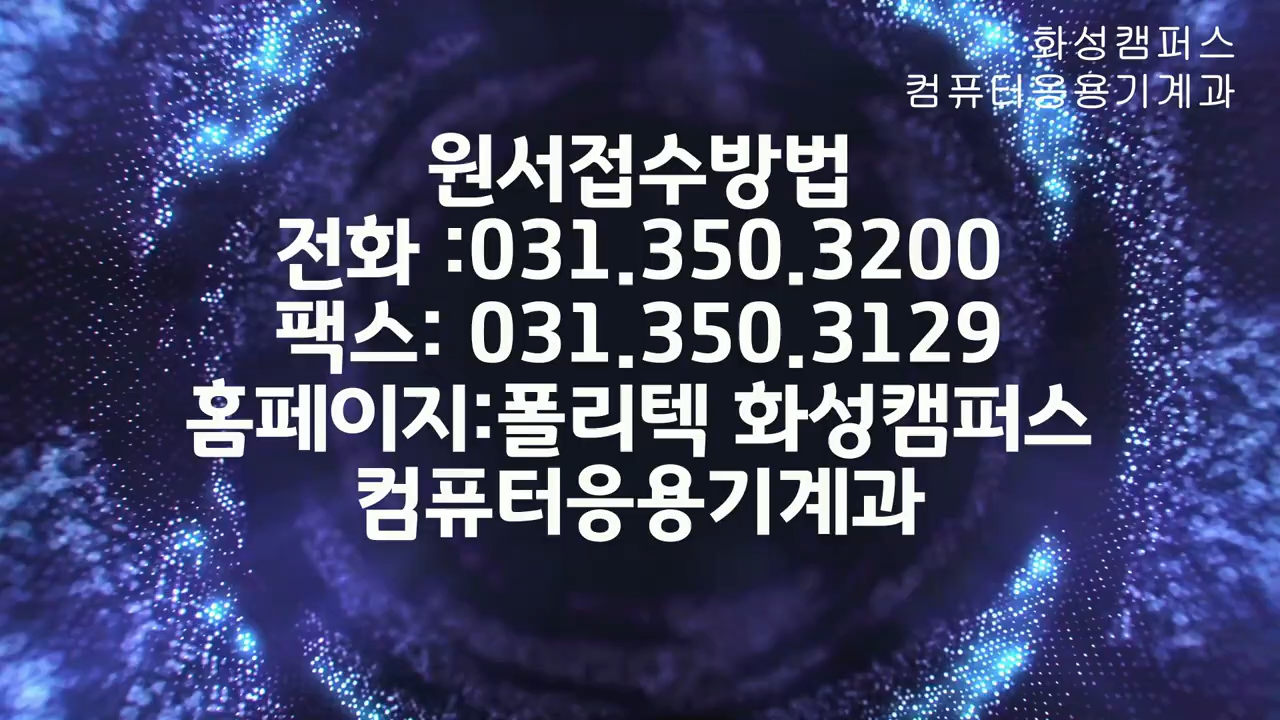 화성캠퍼스
컴퓨터응용기계과
원서접수방법
전화 :031.350.3200
팩스: 031.350.3129
홈페이지:폴리텍 화성캠퍼스
컴퓨터응용기계과